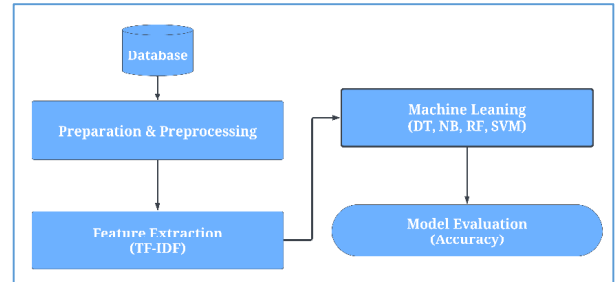 Database
Preparation & Preprocessing
Feature Extraction
(TF-IDF)
Machine Leaning
(DT, NB, RF, SVM)
Model Evaluation
(Accuracy)